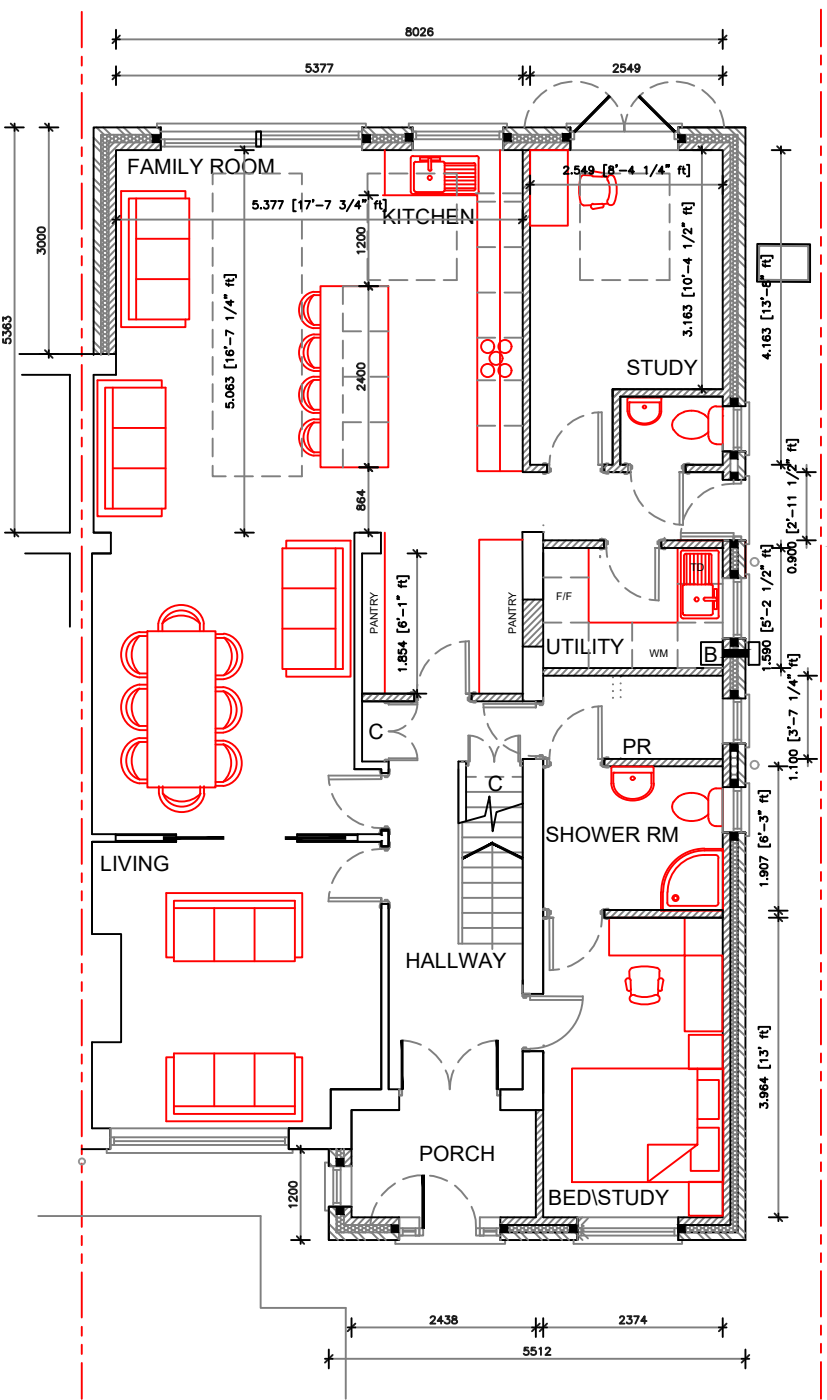 8026
5377
2549
FAMILY ROOM
2.549 [8'-4 1/4" ft]
5.377 [17'-7 3/4" ft]
KITCHEN
3000
1200
5363
5.063 [16'-7 1/4" ft]
3.163 [10'-4 1/2" ft]
4.163 [13'-8" ft]
2400
STUDY
864
0.900 [2'-11 1/2" ft]
PANTRY
1.854 [6'-1" ft]
PANTRY
F/F
TD
1.590 [5'-2 1/2" ft]
UTILITY
WM
B
C
PR
1.100 [3'-7 1/4" ft]
C
SHOWER RM
1.907 [6'-3" ft]
LIVING
HALLWAY
3.964 [13' ft]
PORCH
BED\STUDY
1200
2438
2374
5512